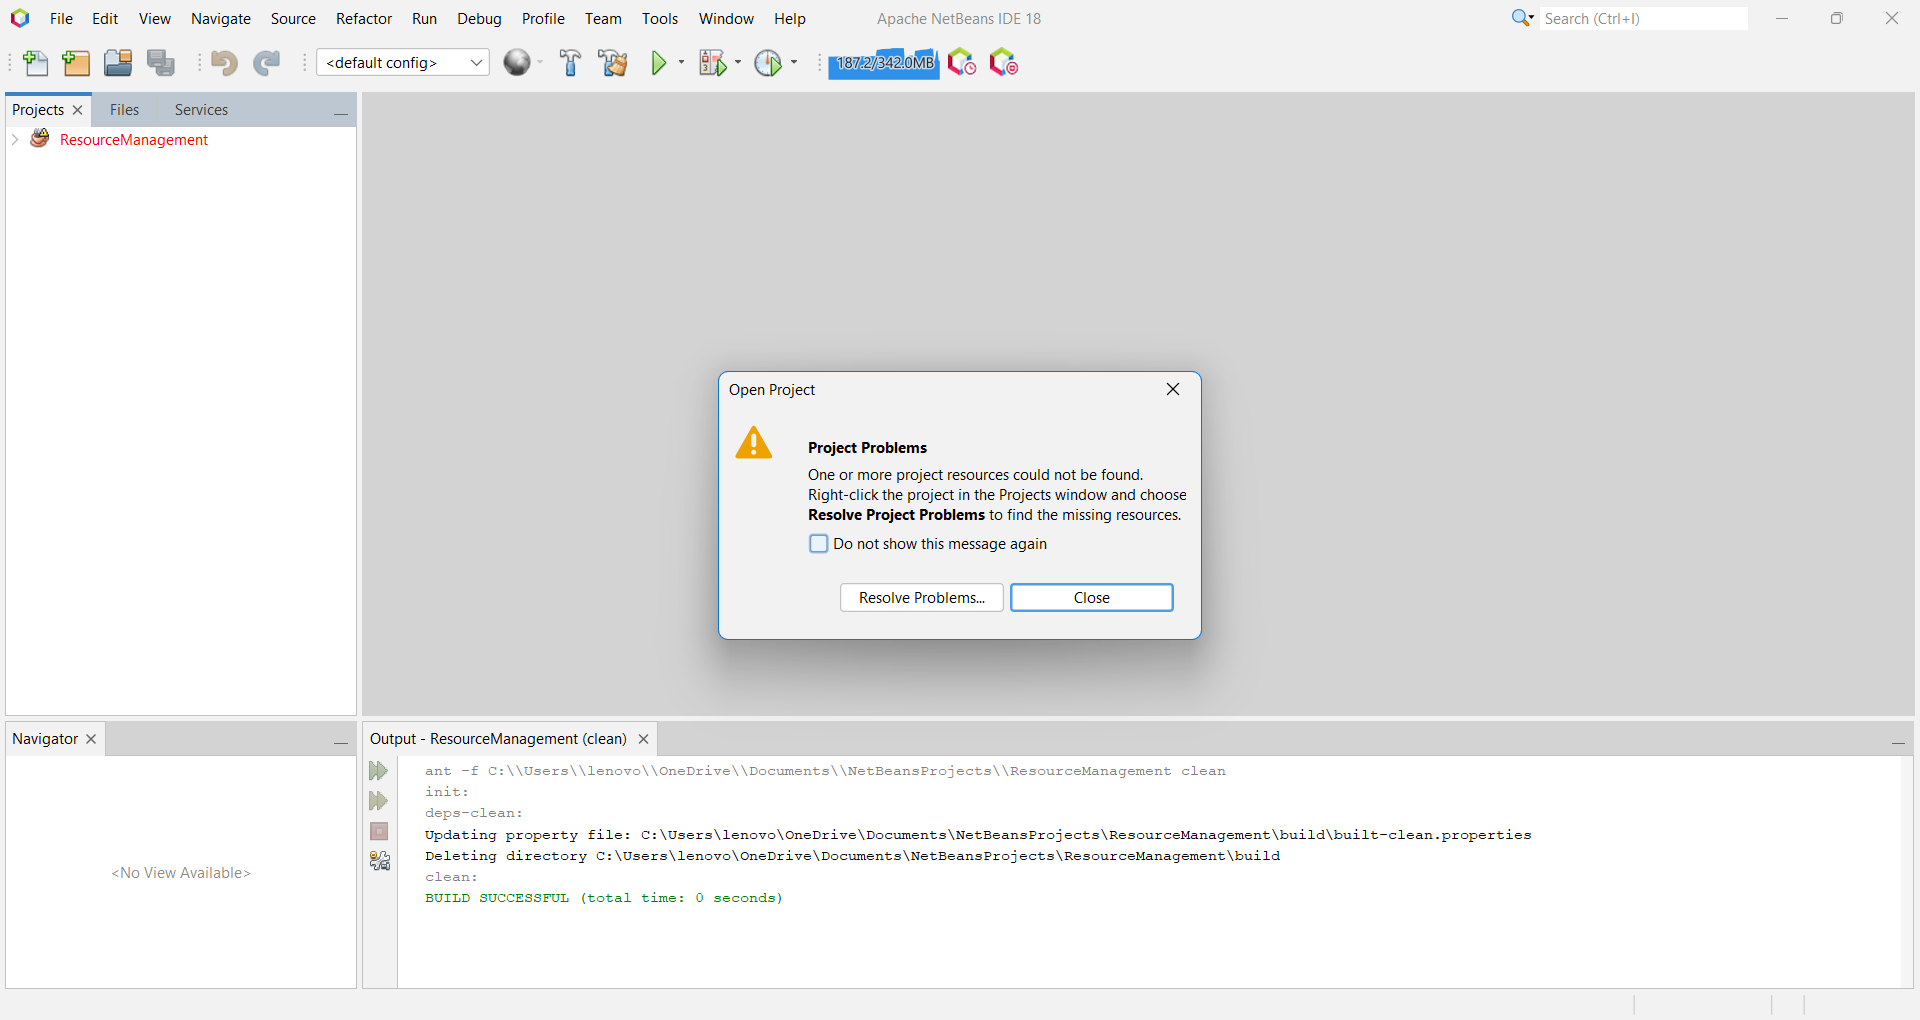 File Edit View Navigate Source Refactor Run Debug Profile Team Tools Window Help Apache NetBeans IDE 18 Search (Ctrl+I)
<default config> 187.2/342.0MB
Projects Files Services
ResourceManagement
Open Project
Project Problems
One or more project resources could not be found.
Right-click the project in the Projects window and choose
Resolve Project Problems to find the missing resources.
Do not show this message again
Resolve Problems... Close
Navigator
<No View Available>
Output - ResourceManagement (clean)
ant -f C:\\Users\\lenovo\\OneDrive\\Documents\\NetBeansProjects\\ResourceManagement clean
init:
deps-clean:
Updating property file: C:\Users\lenovo\OneDrive\Documents\NetBeansProjects\ResourceManagement\build\built-clean.properties
Deleting directory C:\Users\lenovo\OneDrive\Documents\NetBeansProjects\ResourceManagement\build
clean:
BUILD SUCCESSFUL (total time: 0 seconds)